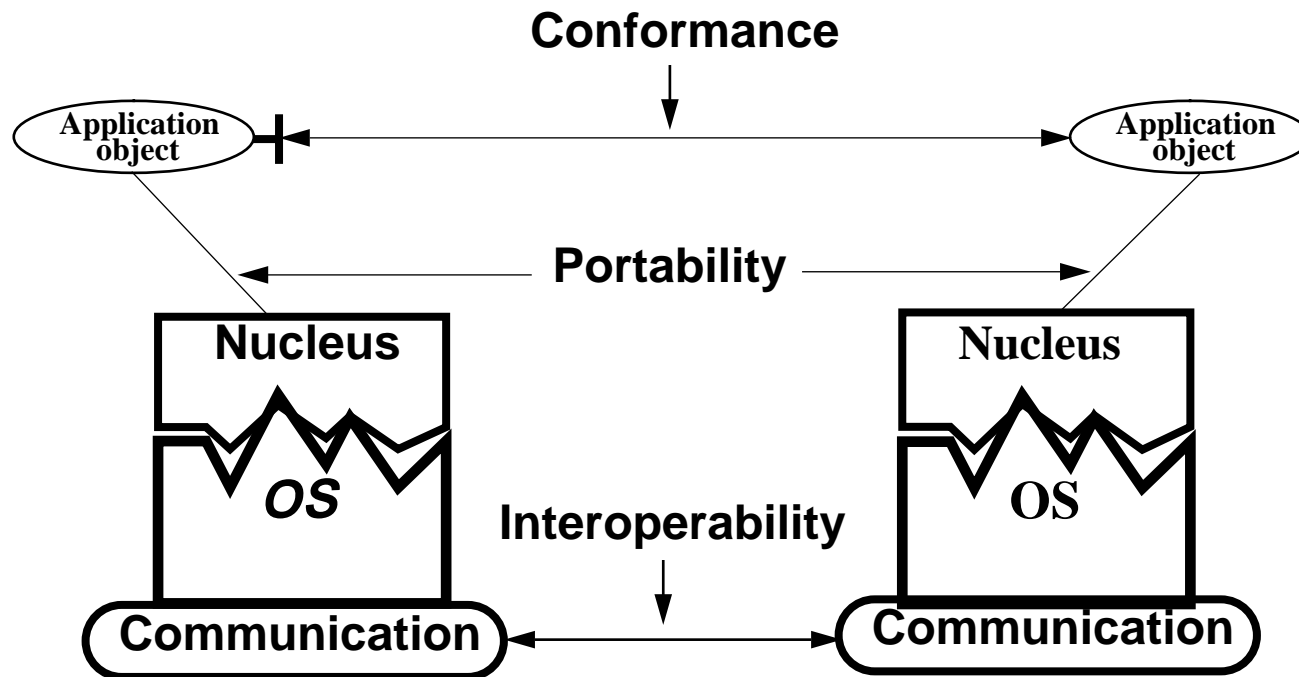 Conformance
Application
object
Application
object
Portability
Nucleus
Nucleus
OS
OS
Interoperability
Communication
Communication